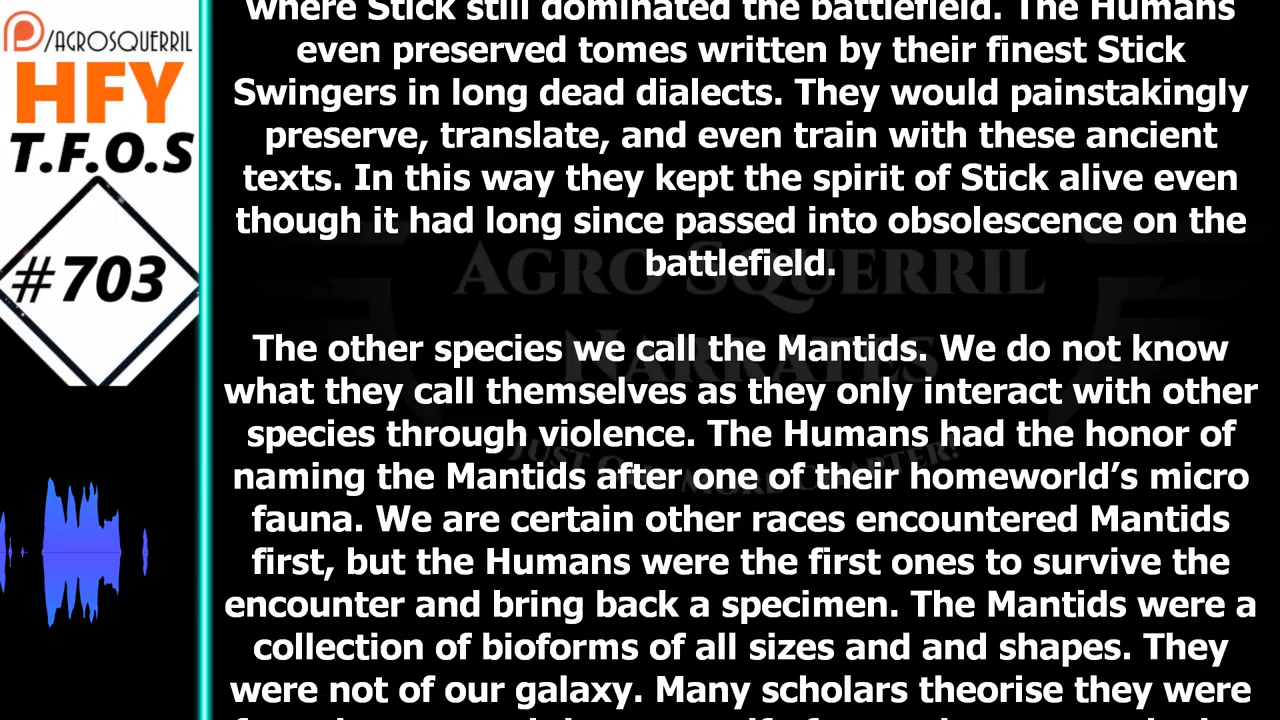 /AGROSQUERRIL
HFY
T.F.O.S
#703
where Stick still dominated the battlefield. The Humans
even preserved tomes written by their finest Stick
Swingers in long dead dialects. They would painstakingly
preserve, translate, and even train with these ancient
texts. In this way they kept the spirit of Stick alive even
though it had long since passed into obsolescence on the
battlefield.
AGRO SQUERRIL
NARRATES
JUST ONE MORE CHAPTER!
The other species we call the Mantids. We do not know
what they call themselves as they only interact with other
species through violence. The Humans had the honor of
naming the Mantids after one of their homeworld’s micro
fauna. We are certain other races encountered Mantids
first, but the Humans were the first ones to survive the
encounter and bring back a specimen. The Mantids were a
collection of bioforms of all sizes and and shapes. They
were not of our galaxy. Many scholars theorise they were